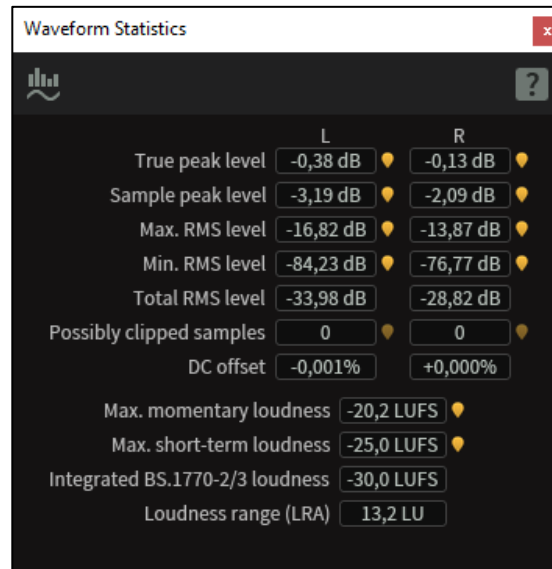 Waveform Statistics x
?
L R
True peak level -0,38 dB -0,13 dB
Sample peak level -3,19 dB -2,09 dB
Max. RMS level -16,82 dB -13,87 dB
Min. RMS level -84,23 dB -76,77 dB
Total RMS level -33,98 dB -28,82 dB
Possibly clipped samples 0 0
DC offset -0,001% +0,000%
Max. momentary loudness -20,2 LUFS
Max. short-term loudness -25,0 LUFS
Integrated BS.1770-2/3 loudness -30,0 LUFS
Loudness range (LRA) 13,2 LU